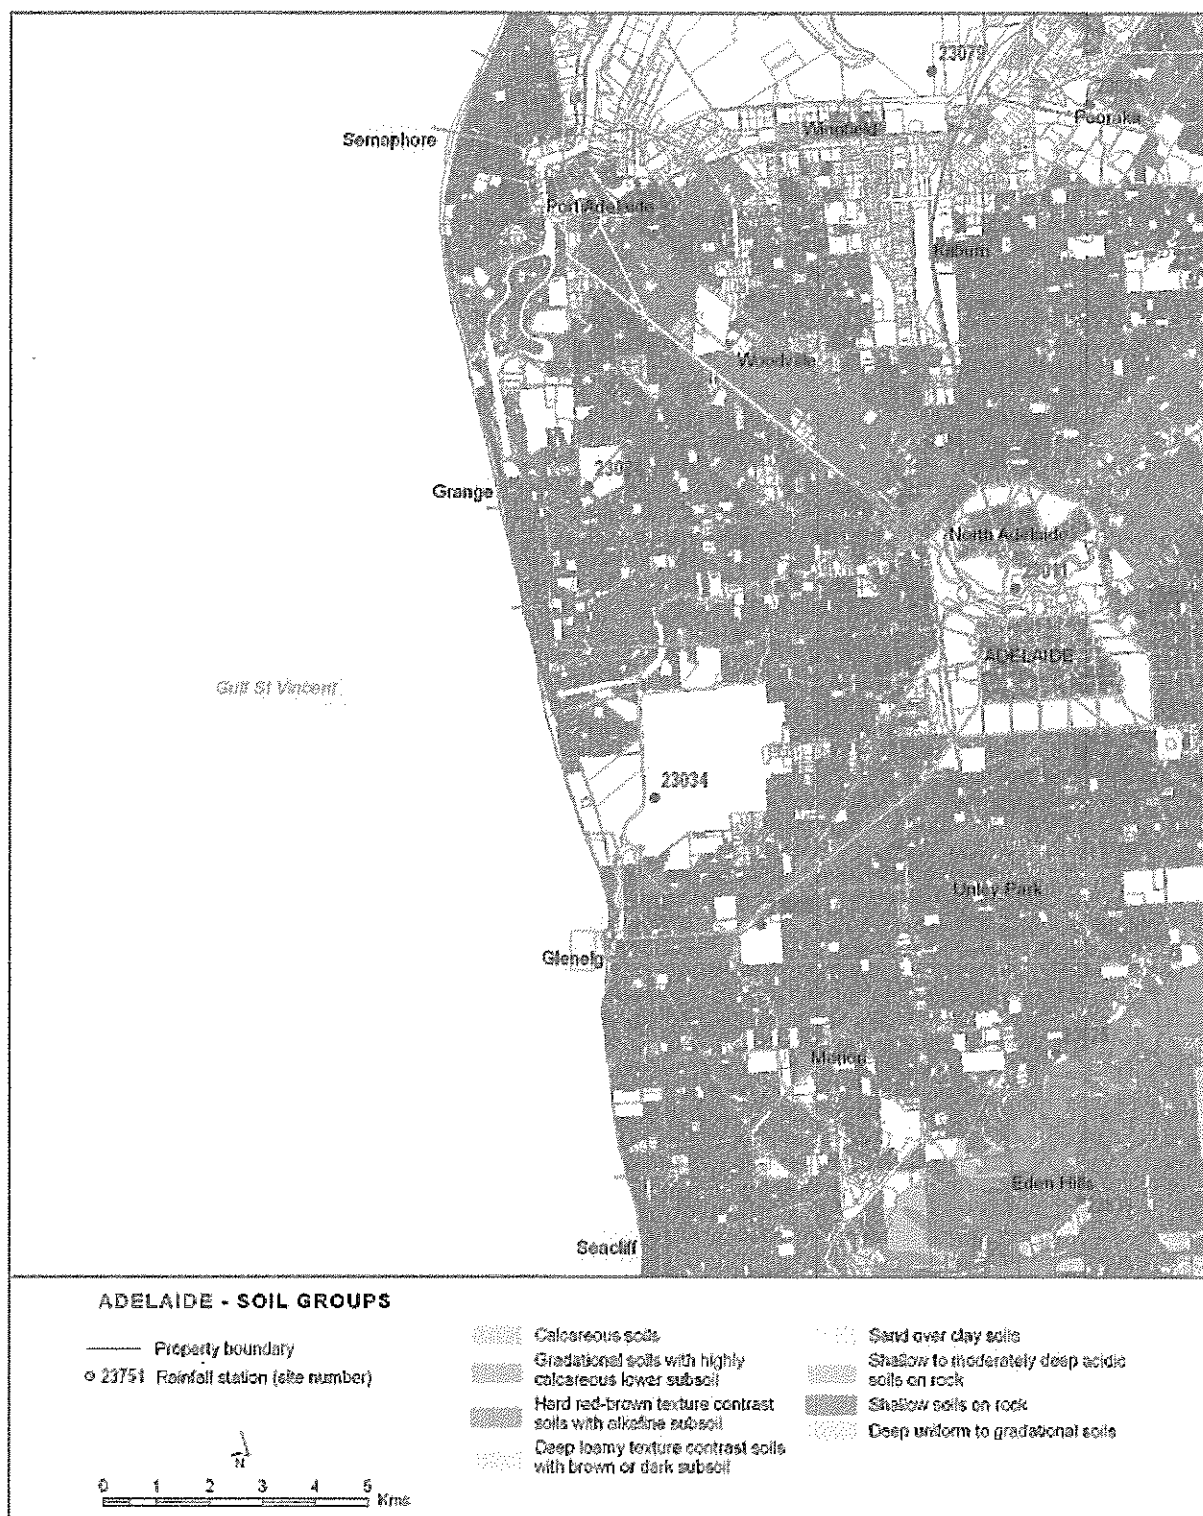 23079
Pooraka
Wingfield
Semaphore
Port Adelaide
Kilburn
Woodville
Grange
North Adelaide
23011
ADELAIDE
Gulf St Vincent
23034
Unley Park
Glenelg
Marion
Eden Hills
Seacliff
ADELAIDE - SOIL GROUPS
Property boundary
23751 Rainfall station (site number)
N
0 1 2 3 4 5
Kms
Calcareous soils
Gradational soils with highly
calcareous lower subsoil
Hard red-brown texture contrast
soils with alkaline subsoil
Deep loamy texture contrast soils
with brown or dark subsoil
Sand over clay soils
Shallow to moderately deep acidic
soils on rock
Shallow soils on rock
Deep uniform to gradational soils